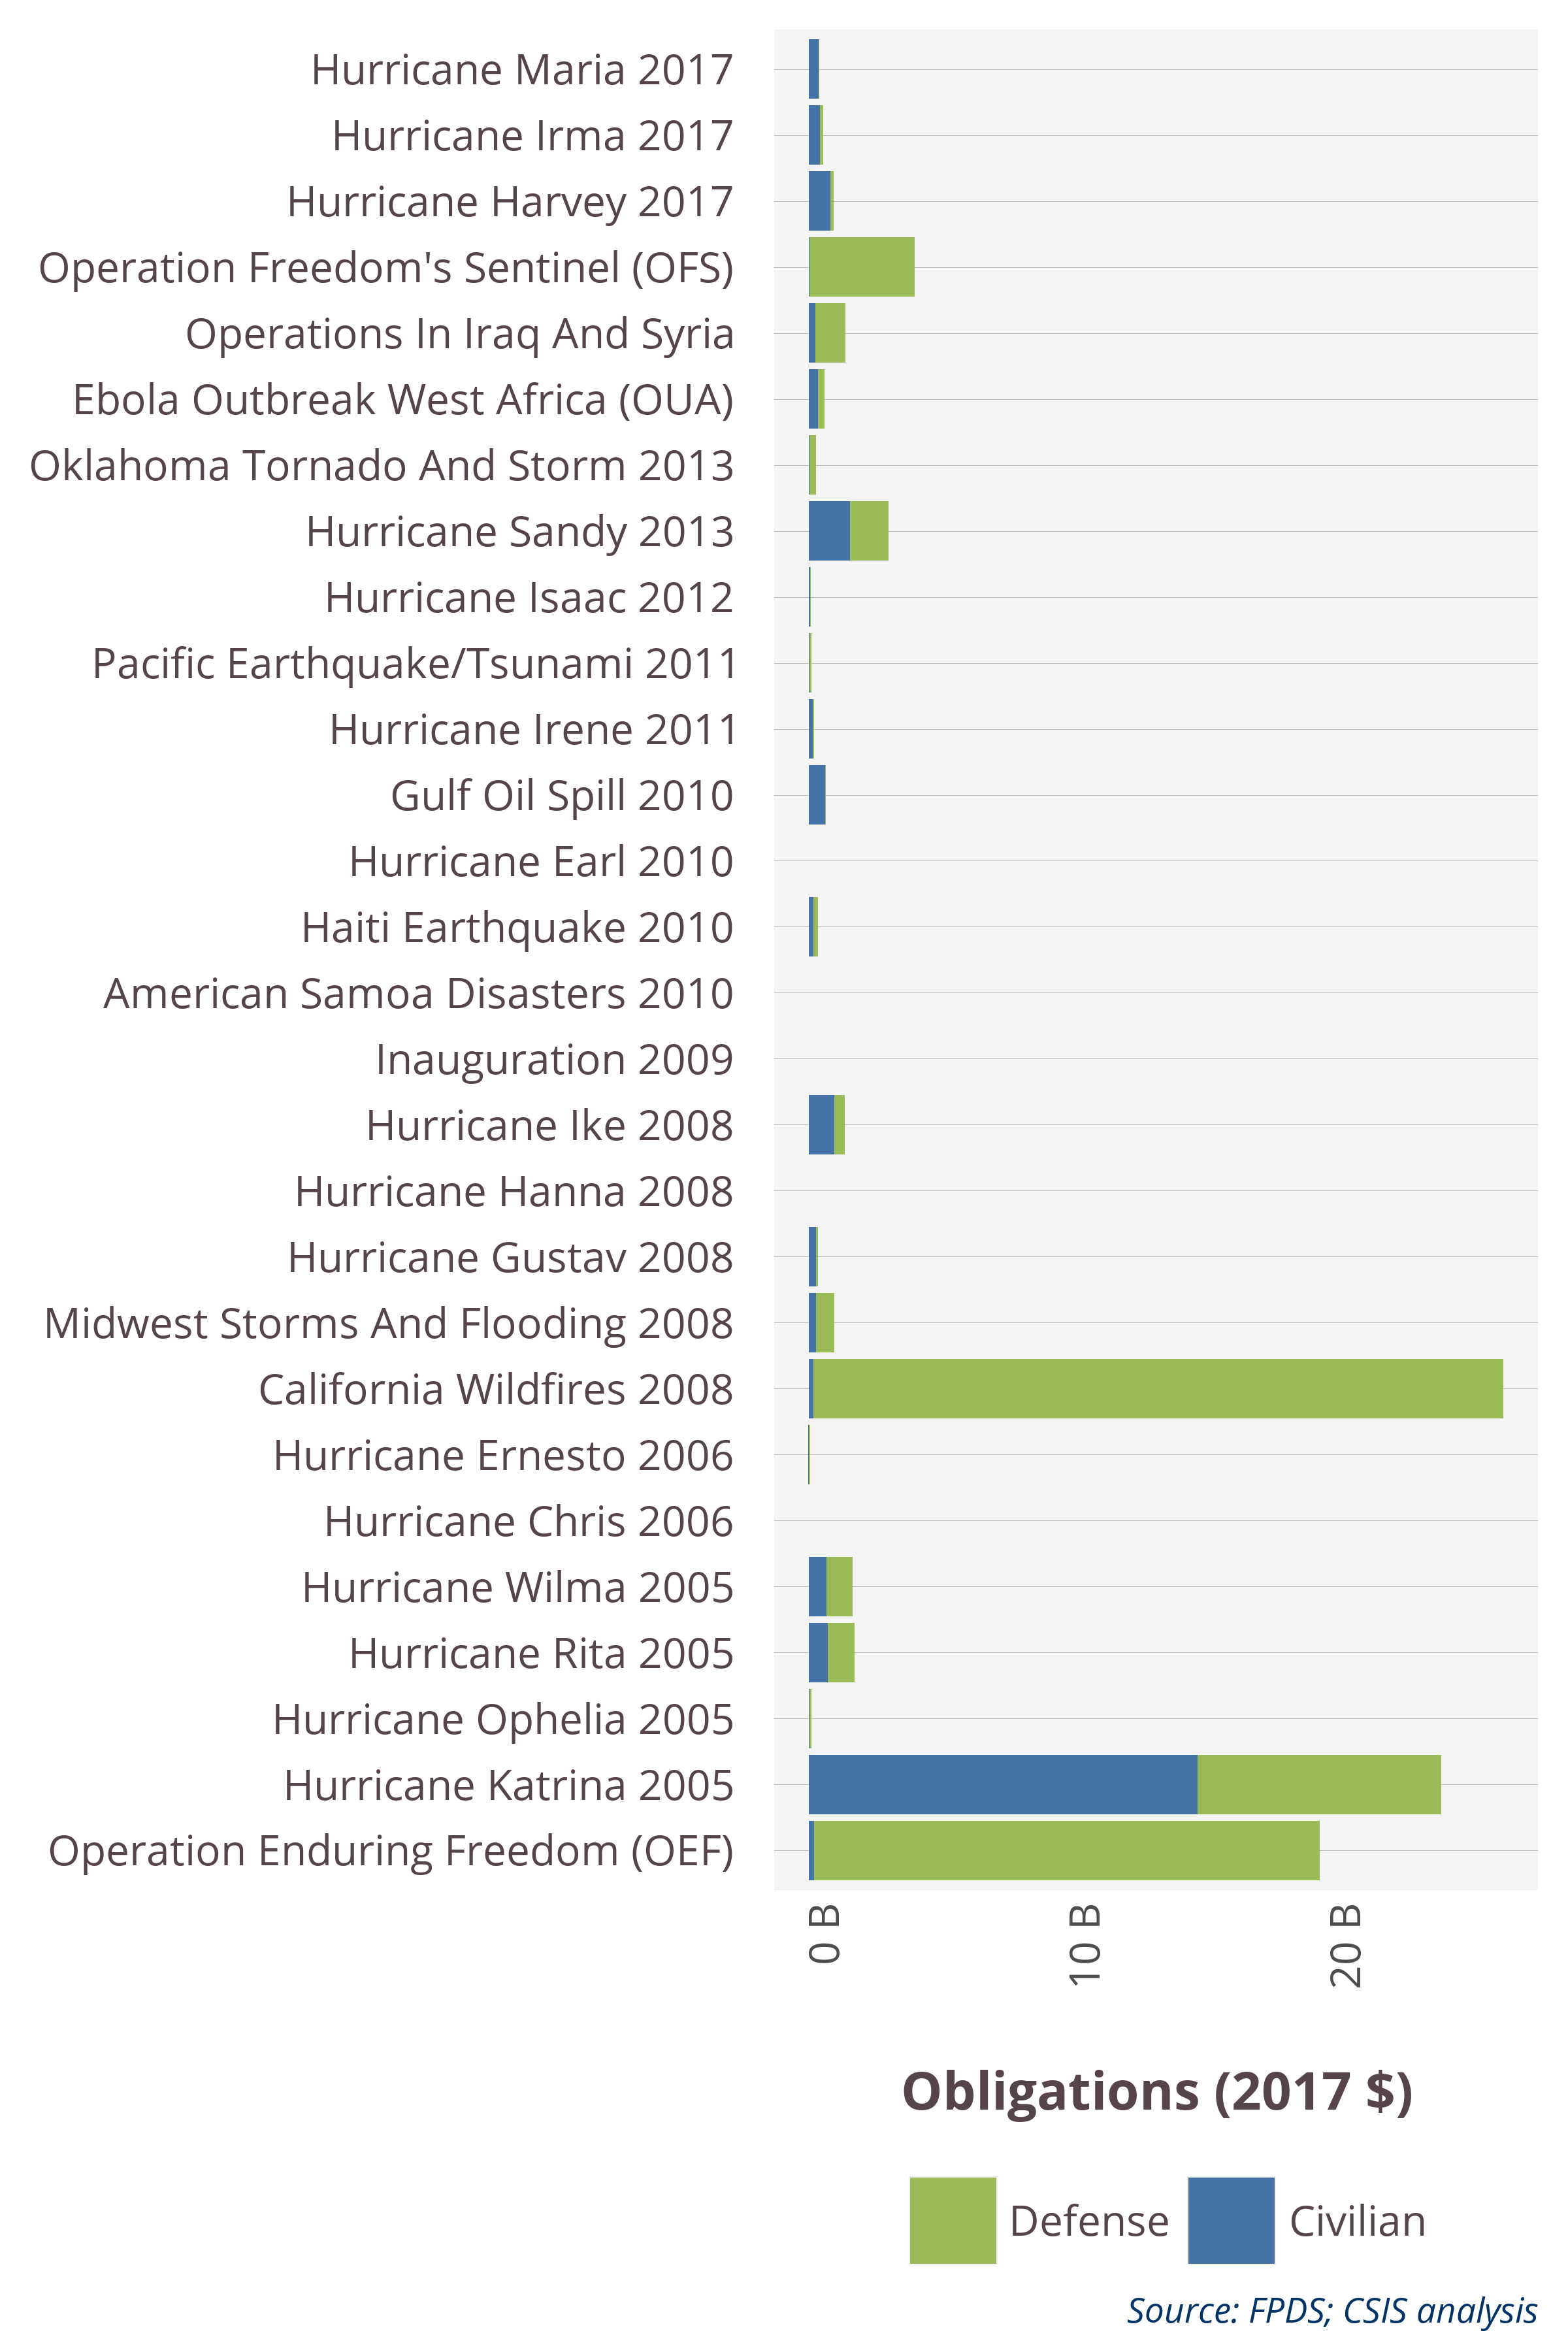 Hurricane Maria 2017
Hurricane Irma 2017
Hurricane Harvey 2017
Operation Freedom's Sentinel (OFS)
Operations In Iraq And Syria
Ebola Outbreak West Africa (OUA)
Oklahoma Tornado And Storm 2013
Hurricane Sandy 2013
Hurricane Isaac 2012
Pacific Earthquake/Tsunami 2011
Hurricane Irene 2011
Gulf Oil Spill 2010
Hurricane Earl 2010
Haiti Earthquake 2010
American Samoa Disasters 2010
Inauguration 2009
Hurricane Ike 2008
Hurricane Hanna 2008
Hurricane Gustav 2008
Midwest Storms And Flooding 2008
California Wildfires 2008
Hurricane Ernesto 2006
Hurricane Chris 2006
Hurricane Wilma 2005
Hurricane Rita 2005
Hurricane Ophelia 2005
Hurricane Katrina 2005
Operation Enduring Freedom (OEF)
0 B
10 B
20 B
Obligations (2017 $)
Defense
Civilian
Source: FPDS; CSIS analysis